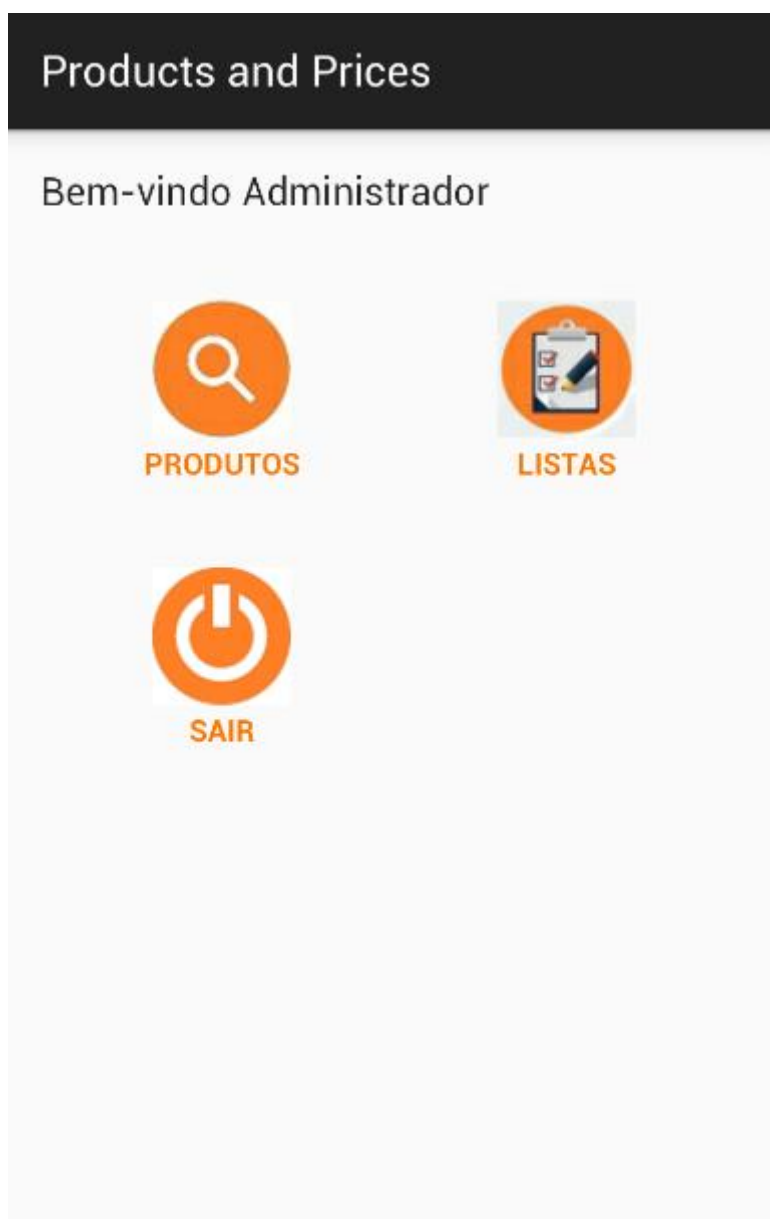 Products and Prices
Bem-vindo Administrador
PRODUTOS
LISTAS
SAIR